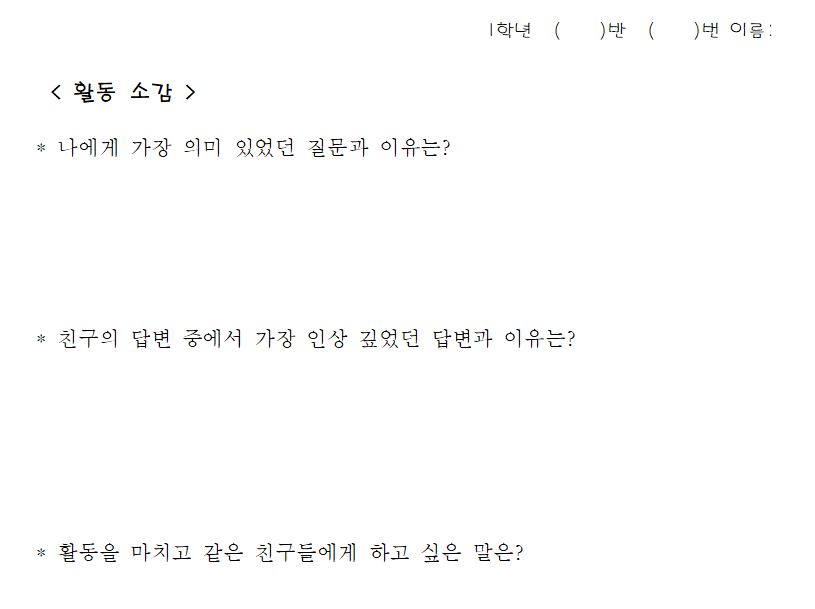 1학년 ( )반 ( )번 이름:
< 활동 소감 >
* 나에게 가장 의미 있었던 질문과 이유는?
* 친구의 답변 중에서 가장 인상 깊었던 답변과 이유는?
* 활동을 마치고 같은 친구들에게 하고 싶은 말은?